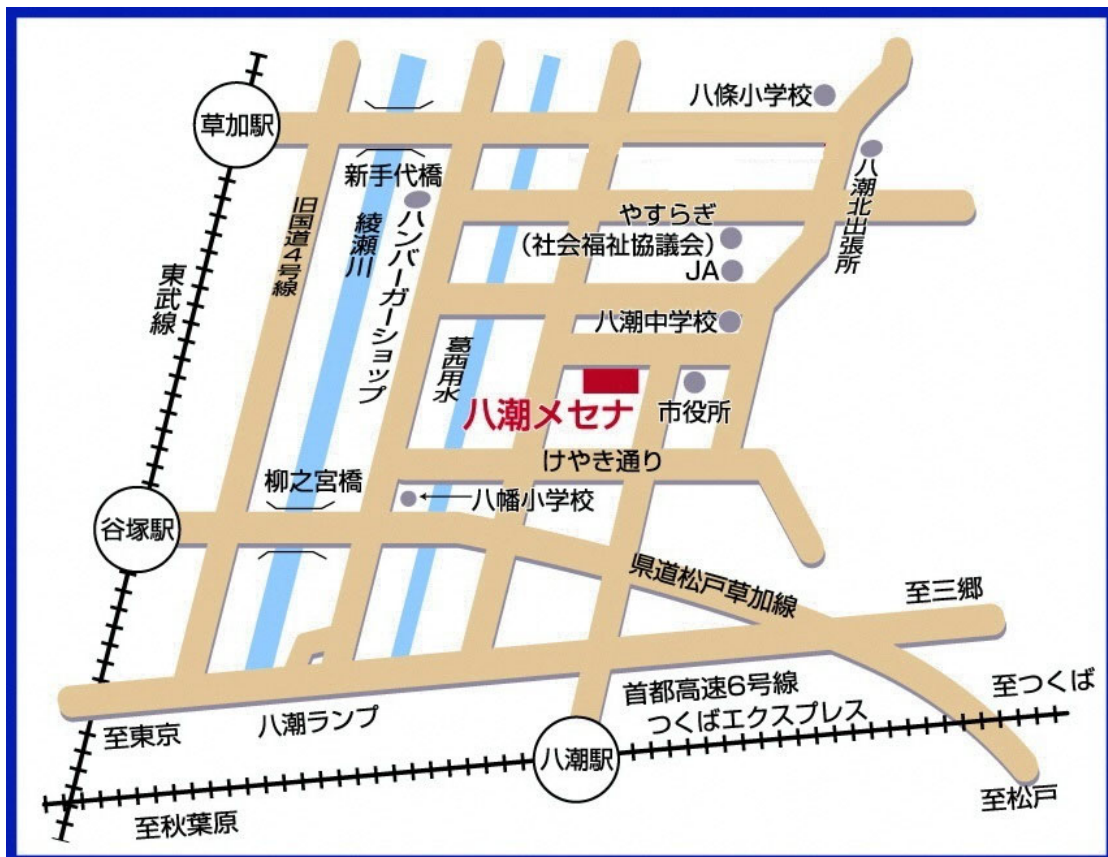 八條小学校
草加駅
新手代橋
八潮北出張所
旧国道4号線
綾瀬川
ハンバーガーショップ
やすらぎ
(社会福祉協議会)
JA
東武線
葛西用水
八潮中学校
八潮メセナ
市役所
けやき通り
柳之宮橋
八幡小学校
谷塚駅
県道松戸草加線
至三郷
首都高速6号線
至つくば
つくばエクスプレス
八潮ランプ
至東京
八潮駅
至松戸
至秋葉原